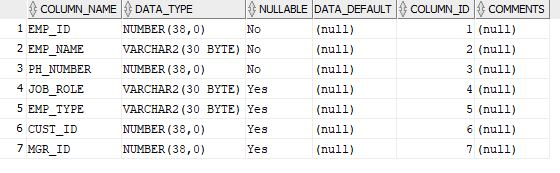 COLUMN_NAME DATA_TYPE NULLABLE DATA_DEFAULT COLUMN_ID COMMENTS
1 EMP_ID NUMBER(38,0) No (null) 1 (null)
2 EMP_NAME VARCHAR2(30 BYTE) No (null) 2 (null)
3 PH_NUMBER NUMBER(38,0) No (null) 3 (null)
4 JOB_ROLE VARCHAR2(30 BYTE) Yes (null) 4 (null)
5 EMP_TYPE VARCHAR2(30 BYTE) Yes (null) 5 (null)
6 CUST_ID NUMBER(38,0) Yes (null) 6 (null)
7 MGR_ID NUMBER(38,0) Yes (null) 7 (null)